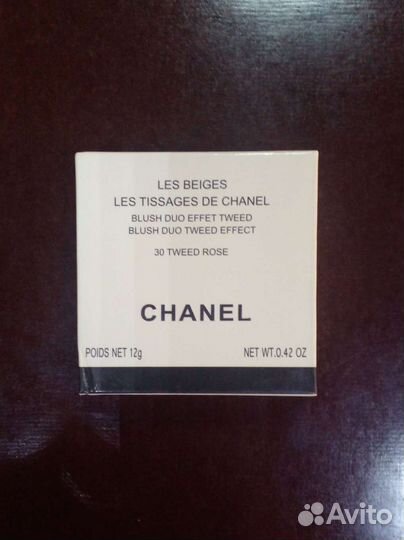 LES BEIGES
LES TISSAGES DE CHANEL
BLUSH DUO EFFET TWEED
BLUSH DUO TWEED EFFECT
30 TWEED ROSE
CHANEL
POIDS NET 12g NET WT.0.42 OZ
Avito